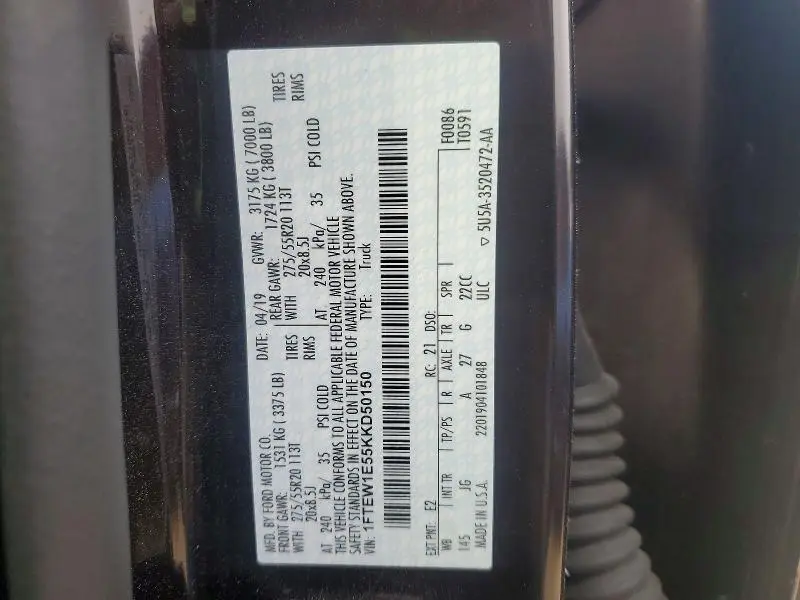 MFD. BY FORD MOTOR CO.
DATE: 04/19 GVWR: 3175 KG ( 7000 LB)
FRONT GAWR: 1531 KG ( 3375 LB) REAR GAWR: 1724 KG ( 3800 LB)
WITH 275/55R20 113T TIRES WITH 275/55R20 113T TIRES
20x8.5J RIMS 20x8.5J RIMS
AT 240 kPa/ 35 PSI COLD AT 240 kPa/ 35 PSI COLD
THIS VEHICLE CONFORMS TO ALL APPLICABLE FEDERAL MOTOR VEHICLE
SAFETY STANDARDS IN EFFECT ON THE DATE OF MANUFACTURE SHOWN ABOVE.
VIN: 1FTEW1E55KKD50150 TYPE: Truck
F0086
T0591
EXT PNT: E2 RC: 21 DSO:
WB INT TR TP/PS R AXLE TR SPR
145 JG A 27 G 22CC
MADE IN U.S.A. 2201904101848 ULC
▽ 5U5A-3520472-AA